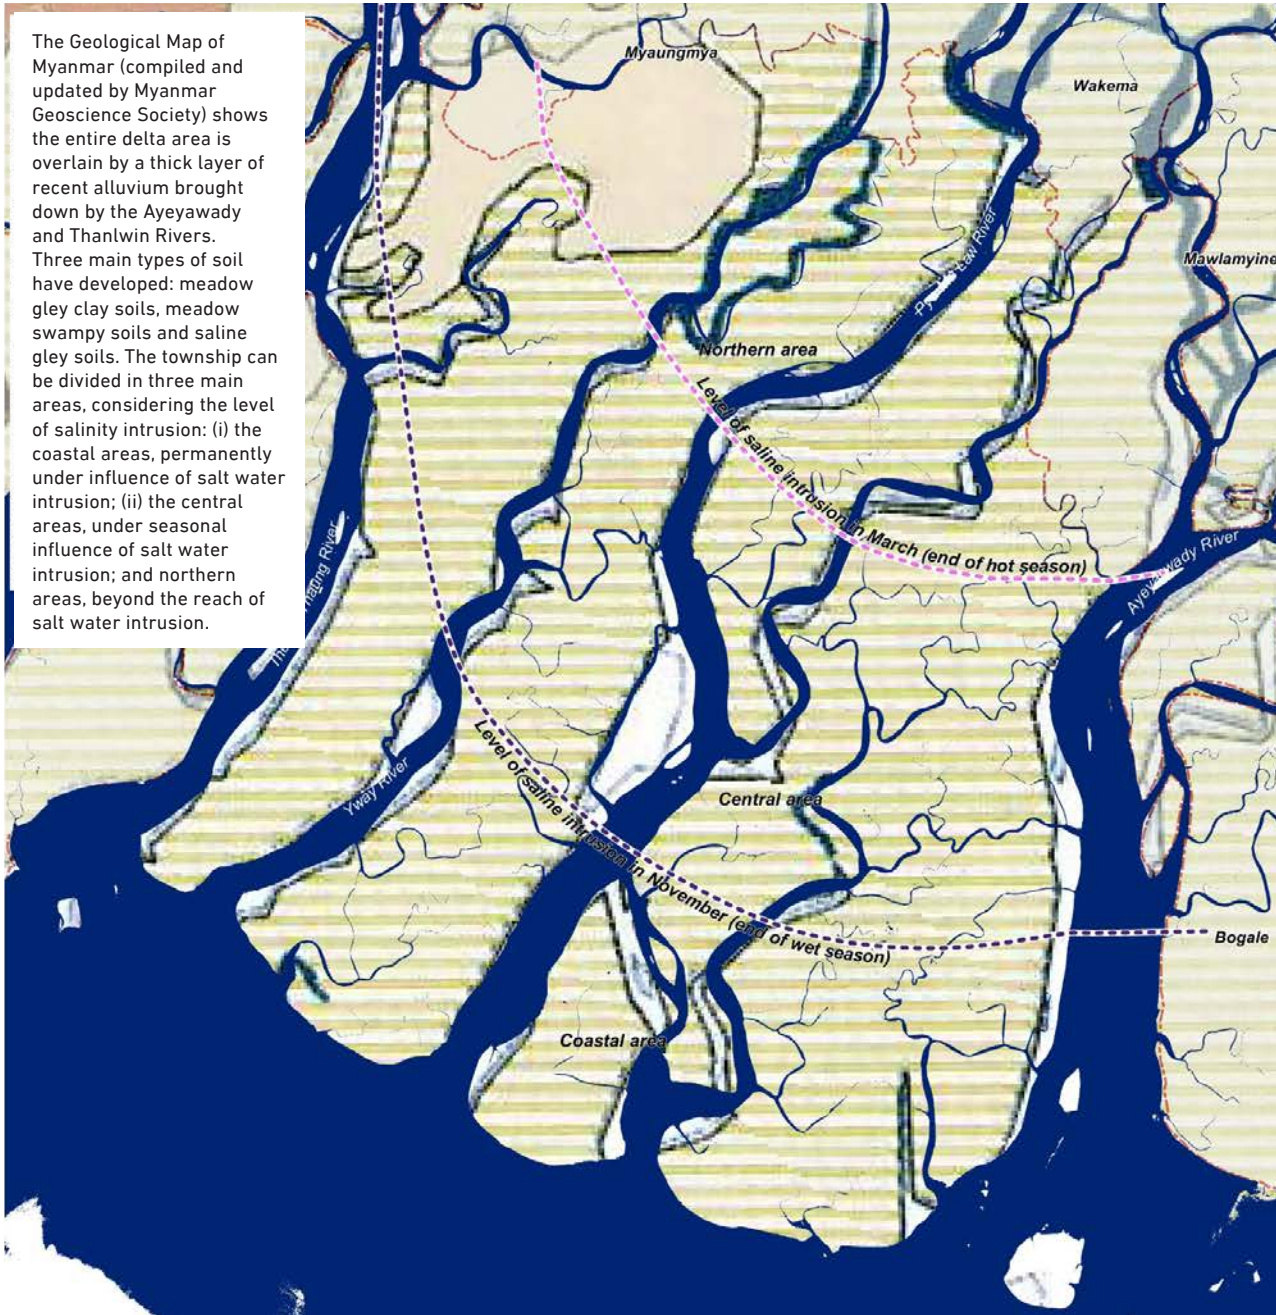 The Geological Map of
Myanmar (compiled and
updated by Myanmar
Geoscience Society) shows
the entire delta area is
overlain by a thick layer of
recent alluvium brought
down by the Ayeyawady
and Thanlwin Rivers.
Three main types of soil
have developed: meadow
gley clay soils, meadow
swampy soils and saline
gley soils. The township can
be divided in three main
areas, considering the level
of salinity intrusion: (i) the
coastal areas, permanently
under influence of salt water
intrusion; (ii) the central
areas, under seasonal
influence of salt water
intrusion; and northern
areas, beyond the reach of
salt water intrusion.
Myaungmya
Wakema
Mawlamyine
Law River
Northern area
Level of saline intrusion in March (end of hot season)
Ayeyarwady River
River
Yway River
Level of saline intrusion in November (end of wet season)
Central area
Bogale
Coastal area